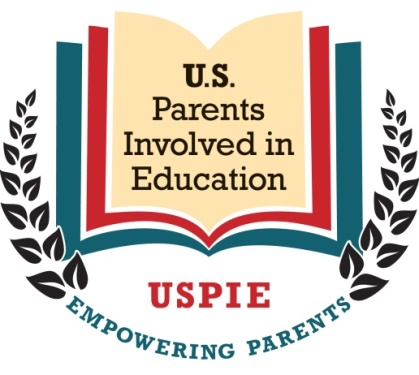 U.S.
Parents
Involved in
Education
USPIE
EMPOWERING PARENTS